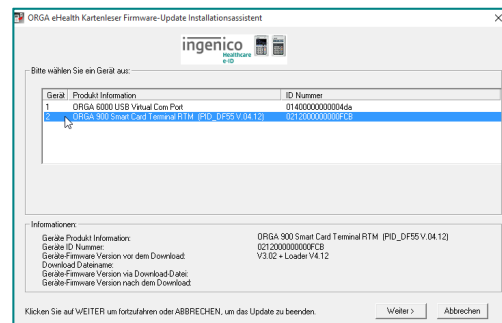 ORGA eHealth Kartenleser Firmware-Update Installationsassistent
ingenico
Healthcare
e-ID
Bitte wählen Sie ein Gerät aus:
Gerät Produkt Information ID Nummer
1 ORGA 6000 USB Virtual Com Port 01400000000004da
2 ORGA 900 Smart Card Terminal RTM (PID_DF55 V.04.12) 0212000000000FCB
Informationen:
Geräte Produkt Information: ORGA 900 Smart Card Terminal RTM (PID_DF55 V.04.12)
Geräte ID Nummer: 0212000000000FCB
Geräte-Firmware Version vor dem Download: V3.02 + Loader V4.12
Download Dateiname:
Geräte-Firmware Version via Download-Datei:
Geräte-Firmware Version nach dem Download:
Klicken Sie auf WEITER um fortzufahren oder ABBRECHEN, um das Update zu beenden.
Weiter > Abbrechen